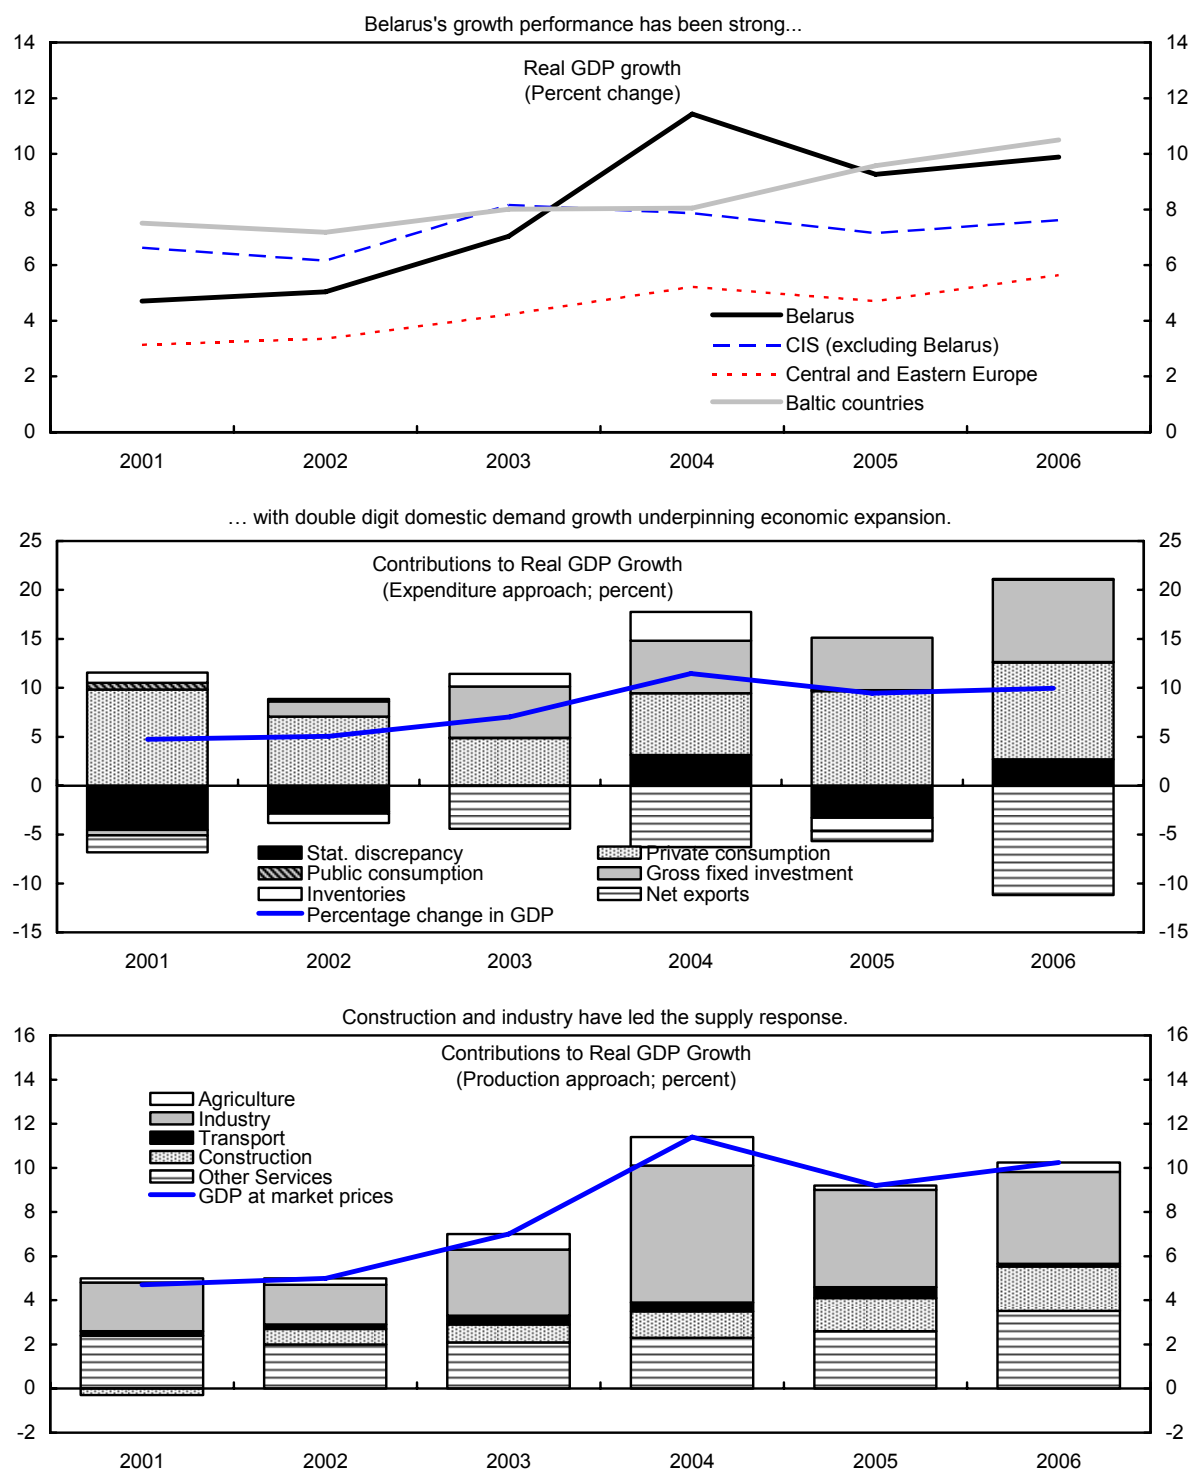 Belarus's growth performance has been strong...
14 14
Real GDP growth
(Percent change)
12 12
10 10
8 8
6 6
4 4
2 2
0 0
Belarus
CIS (excluding Belarus)
Central and Eastern Europe
Baltic countries
2001 2002 2003 2004 2005 2006
… with double digit domestic demand growth underpinning economic expansion.
25 25
Contributions to Real GDP Growth
(Expenditure approach; percent)
20 20
15 15
10 10
5 5
0 0
-5 -5
-10 -10
-15 -15
Stat. discrepancy Private consumption
Public consumption Gross fixed investment
Inventories Net exports
Percentage change in GDP
2001 2002 2003 2004 2005 2006
Construction and industry have led the supply response.
16 16
Contributions to Real GDP Growth
(Production approach; percent)
14 14
12 12
10 10
8 8
6 6
4 4
2 2
0 0
-2 -2
Agriculture
Industry
Transport
Construction
Other Services
GDP at market prices
2001 2002 2003 2004 2005 2006